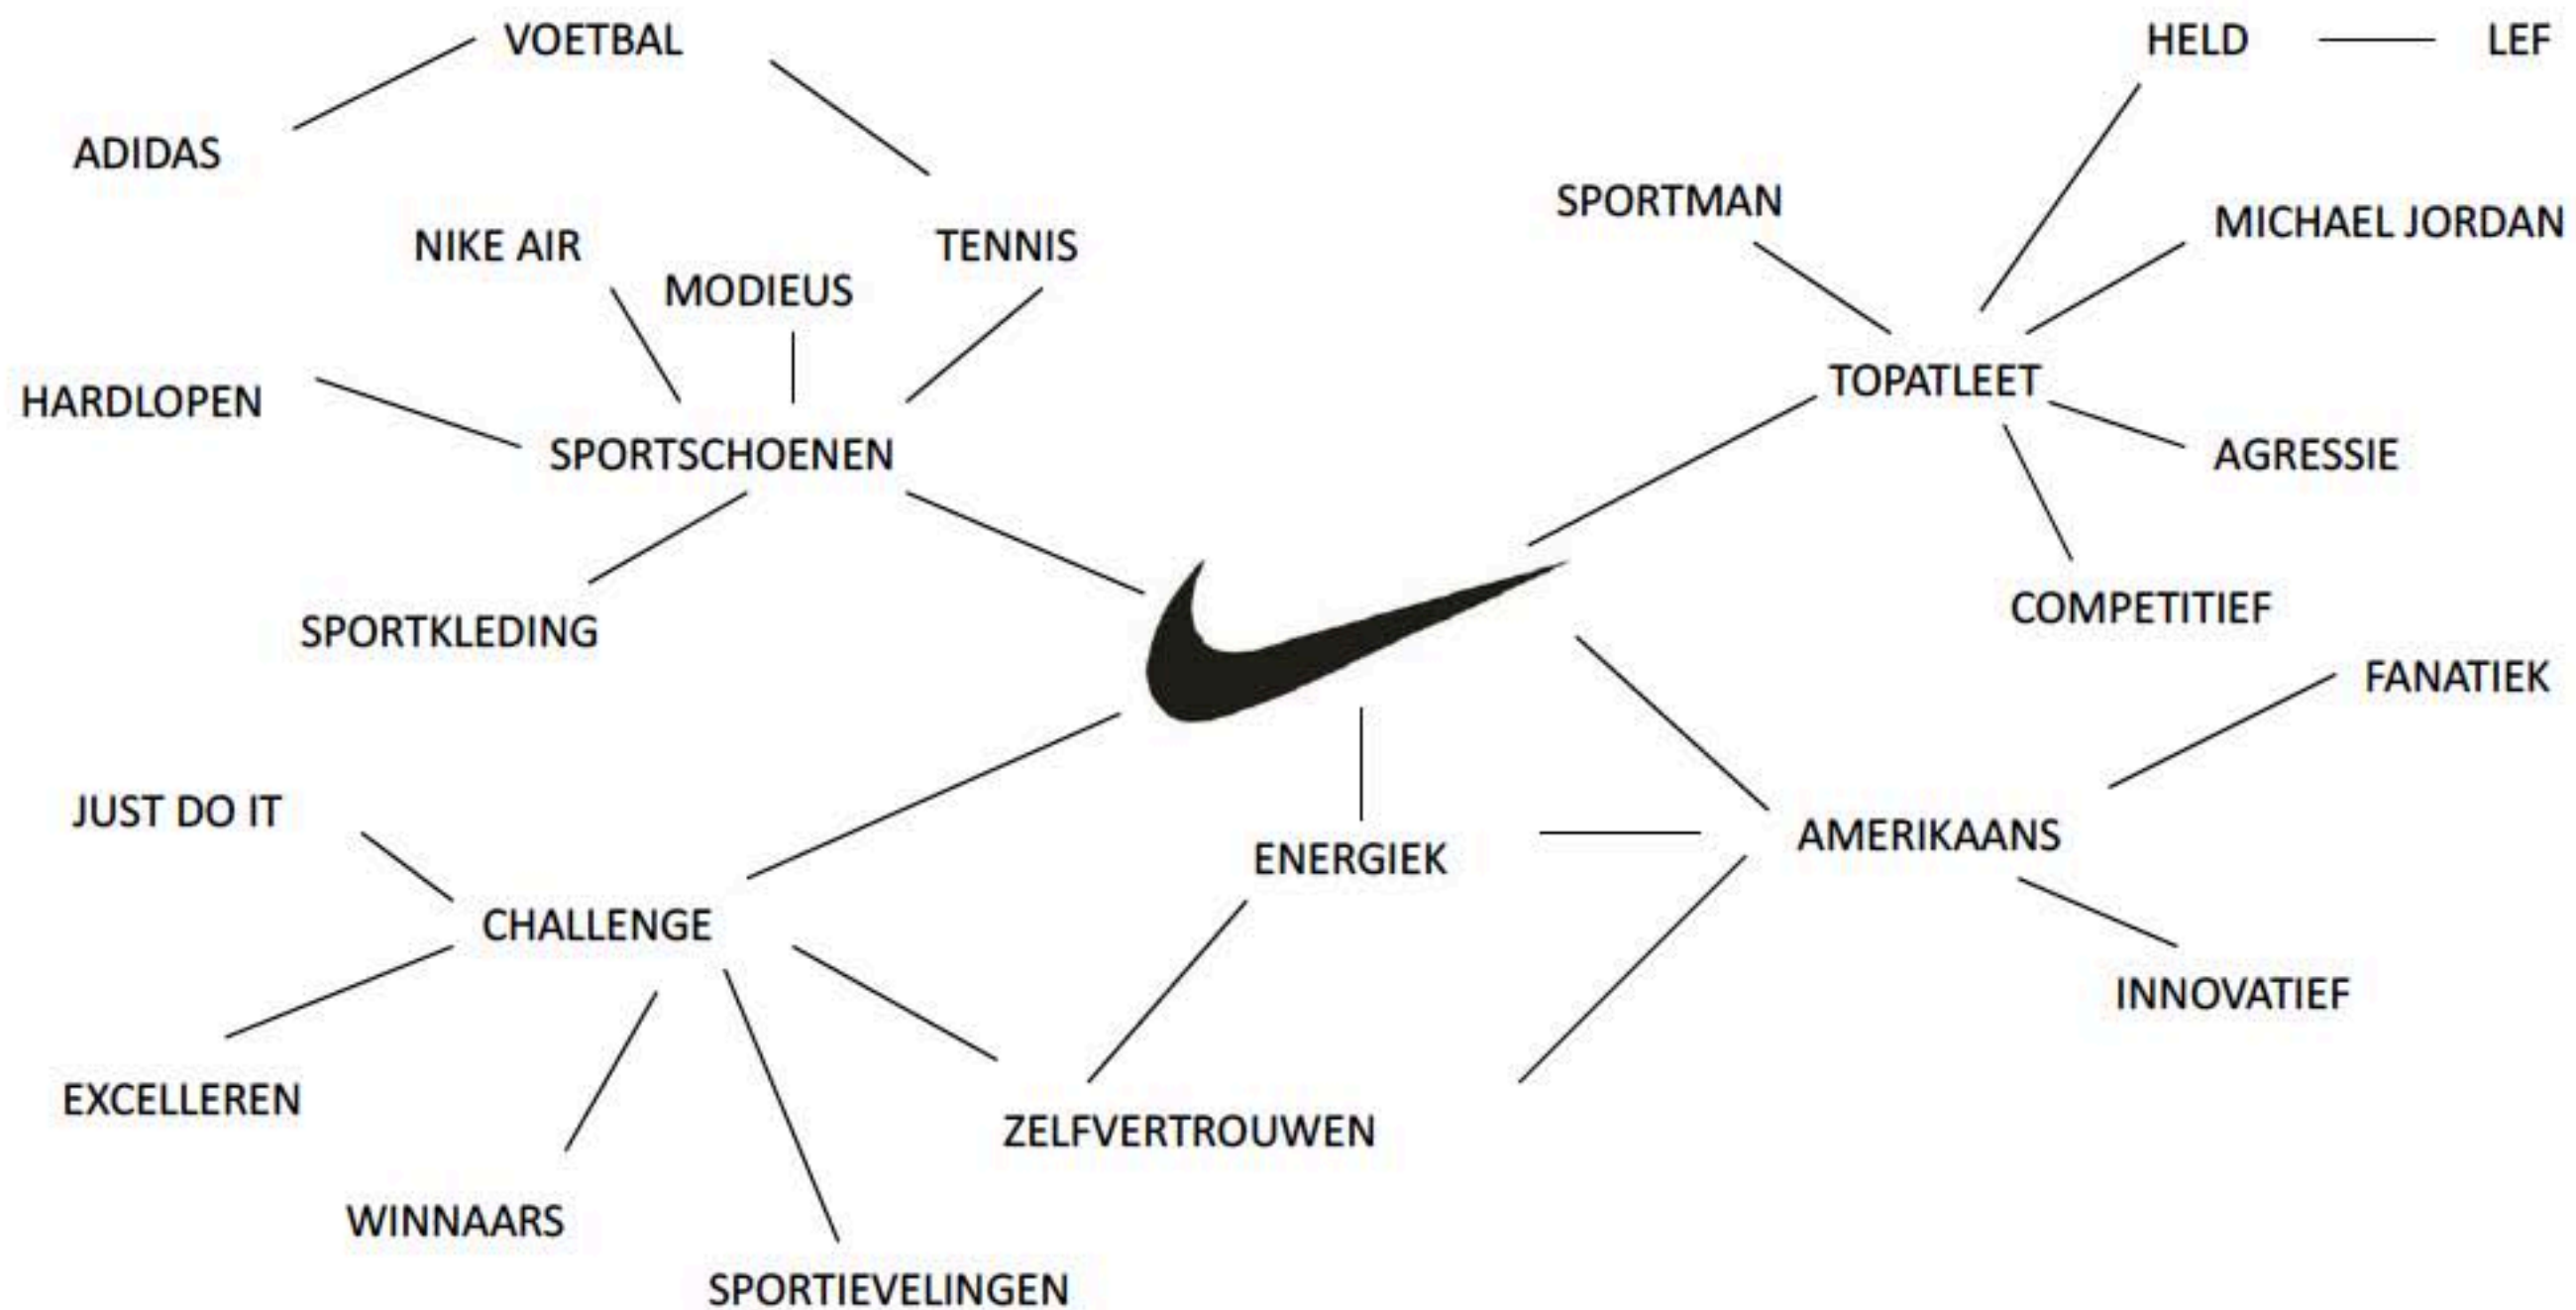 VOETBAL
HELD
LEF
ADIDAS
SPORTMAN
MICHAEL JORDAN
NIKE AIR
TENNIS
MODIEUS
TOPATLEET
HARDLOPEN
SPORTSCHOENEN
AGRESSIE
COMPETITIEF
SPORTKLEDING
FANATIEK
JUST DO IT
AMERIKAANS
ENERGIEK
CHALLENGE
INNOVATIEF
EXCELLEREN
ZELFVERTROUWEN
WINNAARS
SPORTIEVELINGEN